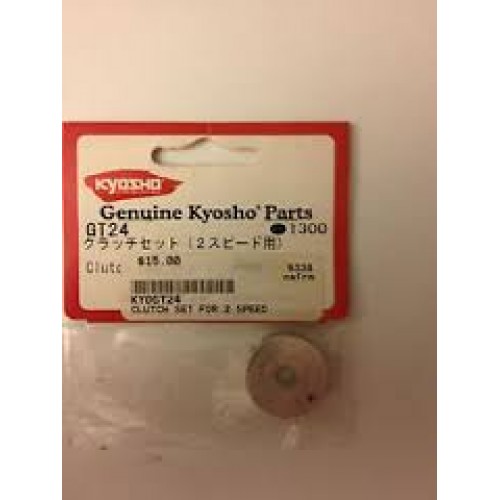 KYOSHO
Genuine Kyosho® Parts
GT24
1300
クラッチセット(2スピード用)
Clutc
$15.00
KYOGT24
CLUTCH SET FOR 2 SPEED